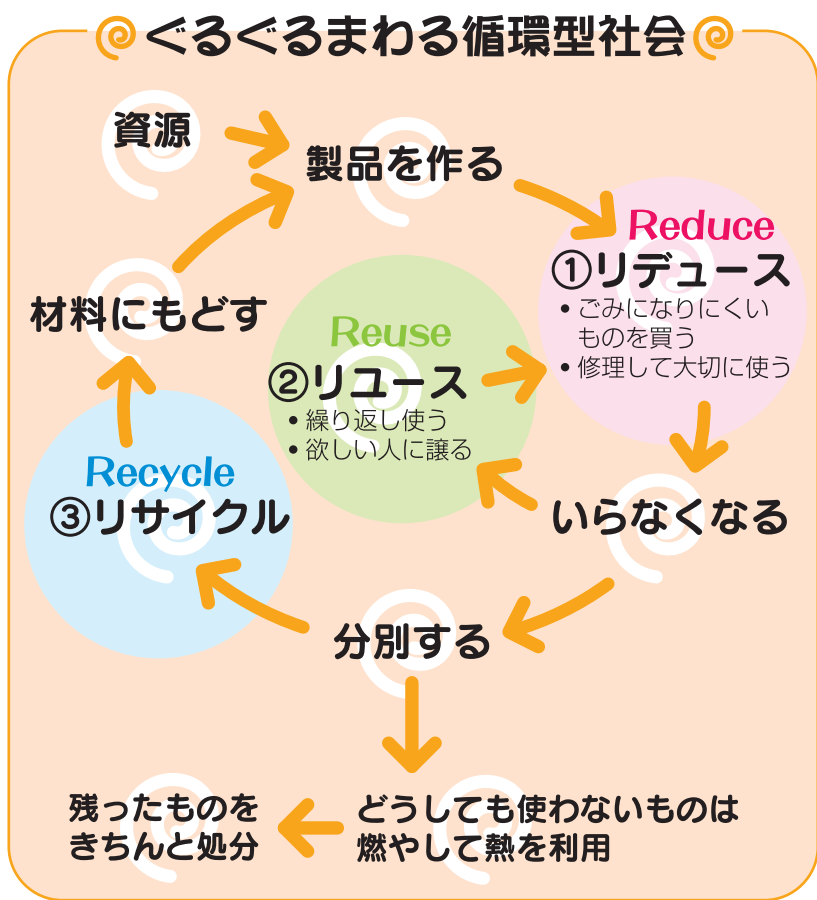 ぐるぐるまわる循環型社会
資源
製品を作る
Reduce
①リデュース
• ごみになりにくい
ものを買う
• 修理して大切に使う
材料にもどす
Reuse
②リユース
• 繰り返し使う
• 欲しい人に譲る
Recycle
③リサイクル
いらなくなる
分別する
どうしても使わないものは
燃やして熱を利用
残ったものを
きちんと処分